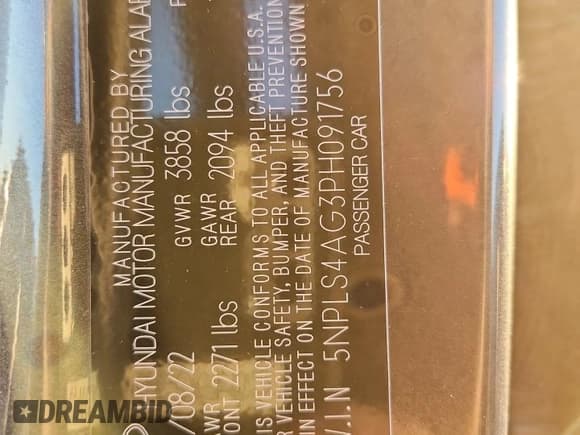 MANUFACTURED BY
HYUNDAI MOTOR MANUFACTURING
/08/22 GVWR 3858 lbs
GAWR GAWR
2271 lbs REAR 2094 lbs
IS VEHICLE CONFORMS TO ALL APPLICABLE U.S.A.
VEHICLE SAFETY, BUMPER, AND THEFT PREVENTION
IN EFFECT ON THE DATE OF MANUFACTURE SHOWN
V.I.N 5NPLS4AG3PH091756
PASSENGER CAR
DREAMBID